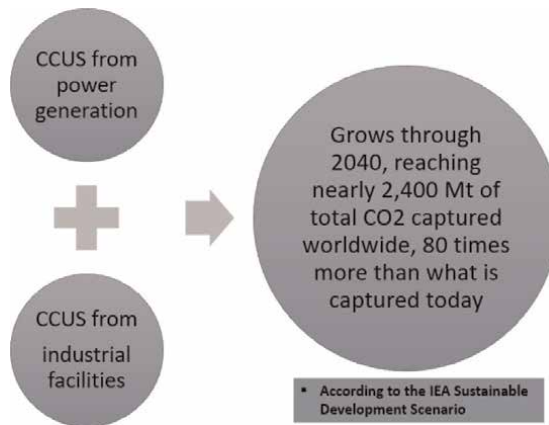 CCUS from
power
generation
CCUS from
industrial
facilities
Grows through
2040, reaching
nearly 2,400 Mt of
total CO2 captured
worldwide, 80 times
more than what is
captured today
▪ According to the IEA Sustainable
Development Scenario